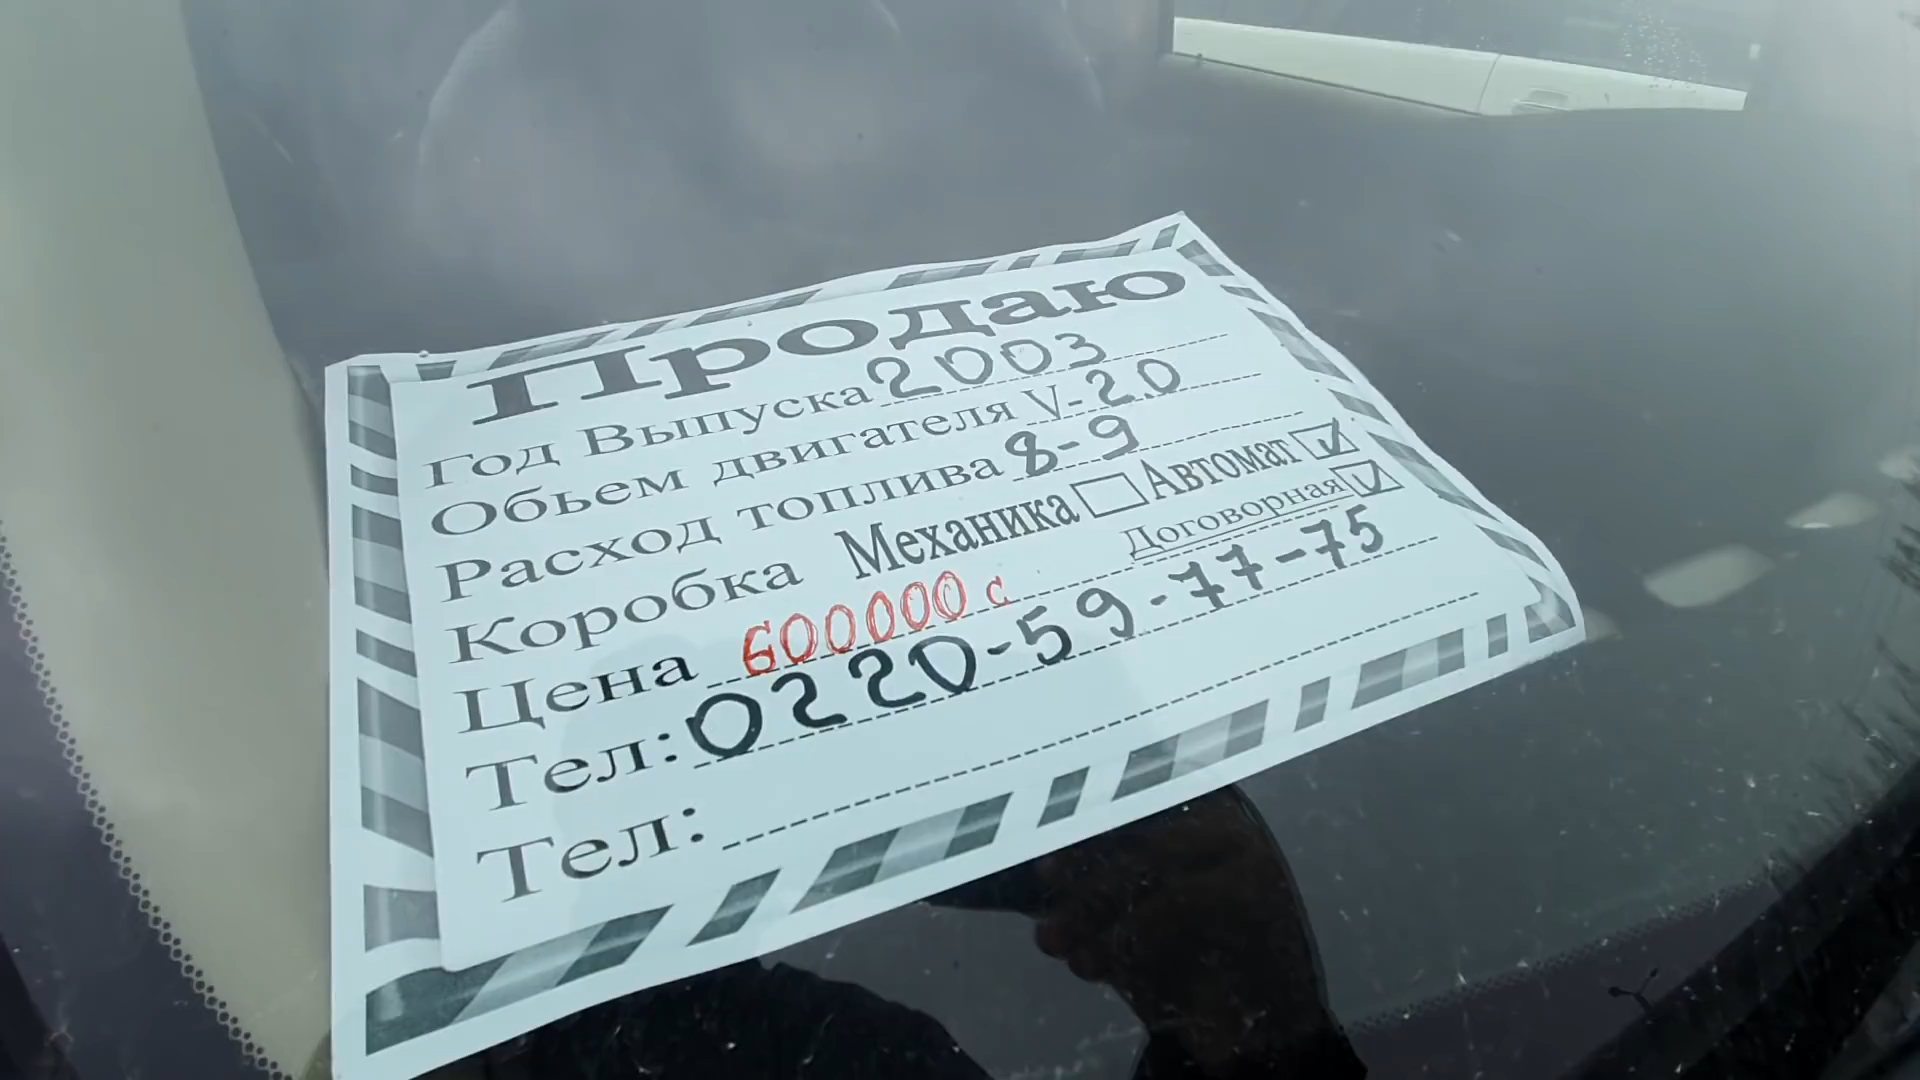 Продаю
Год Выпуска 2003
Обьем двигателя V-2.0
Расход топлива 8-9
Коробка Механика ☐ Автомат ☑
Договорная ☑
Цена 600000 с
Тел: 0220-59-77-75
Тел: